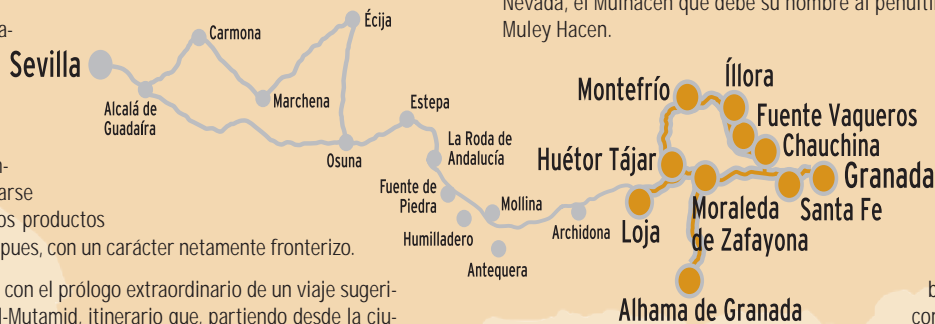 Nevada, el Mulhacén que debe su nombre al
Muley Hacen.
a-
Sevilla
Carmona
Écija
Alcalá de
Guadaíra
Marchena
Osuna
Estepa
La Roda de
Andalucía
Fuente de
Piedra
Humilladero
Mollina
Antequera
Archidona
Loja
Huétor Tájar
Montefrío
Íllora
Fuente Vaqueros
Chauchina
Granada
Santa Fe
Moraleda
de Zafayona
Alhama de Granada
n-
arse
os productos
pues, con un carácter netamente fronterizo.
con el prólogo extraordinario de un viaje sugeri-
l-Mutamid, itinerario que, partiendo desde la ciu-
b
con